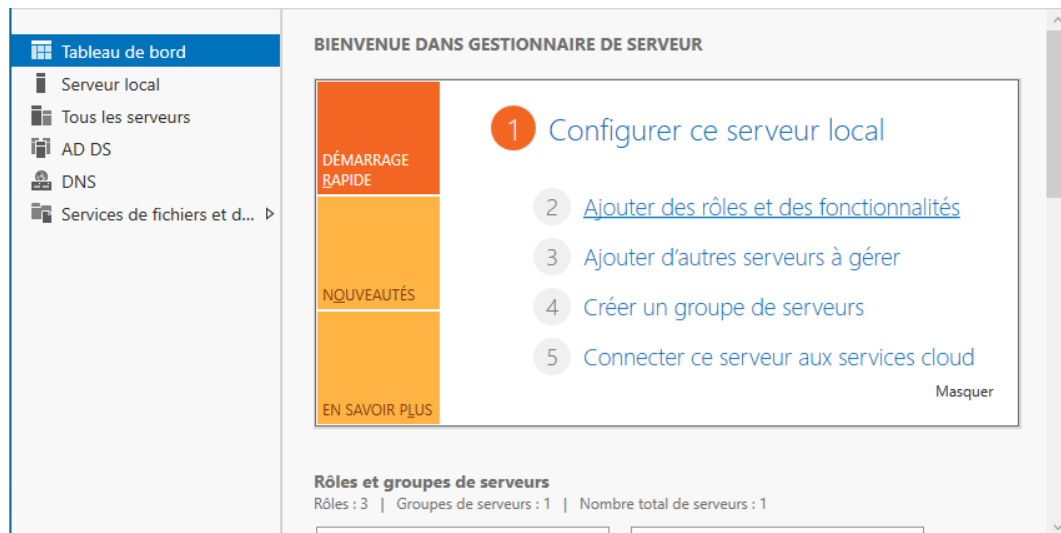 Tableau de bord
Serveur local
Tous les serveurs
AD DS
DNS
Services de fichiers et d...
BIENVENUE DANS GESTIONNAIRE DE SERVEUR
DÉMARRAGE
RAPIDE
NOUVEAUTÉS
EN SAVOIR PLUS
1 Configurer ce serveur local
2 Ajouter des rôles et des fonctionnalités
3 Ajouter d'autres serveurs à gérer
4 Créer un groupe de serveurs
5 Connecter ce serveur aux services cloud
Masquer
Rôles et groupes de serveurs
Rôles : 3 | Groupes de serveurs : 1 | Nombre total de serveurs : 1